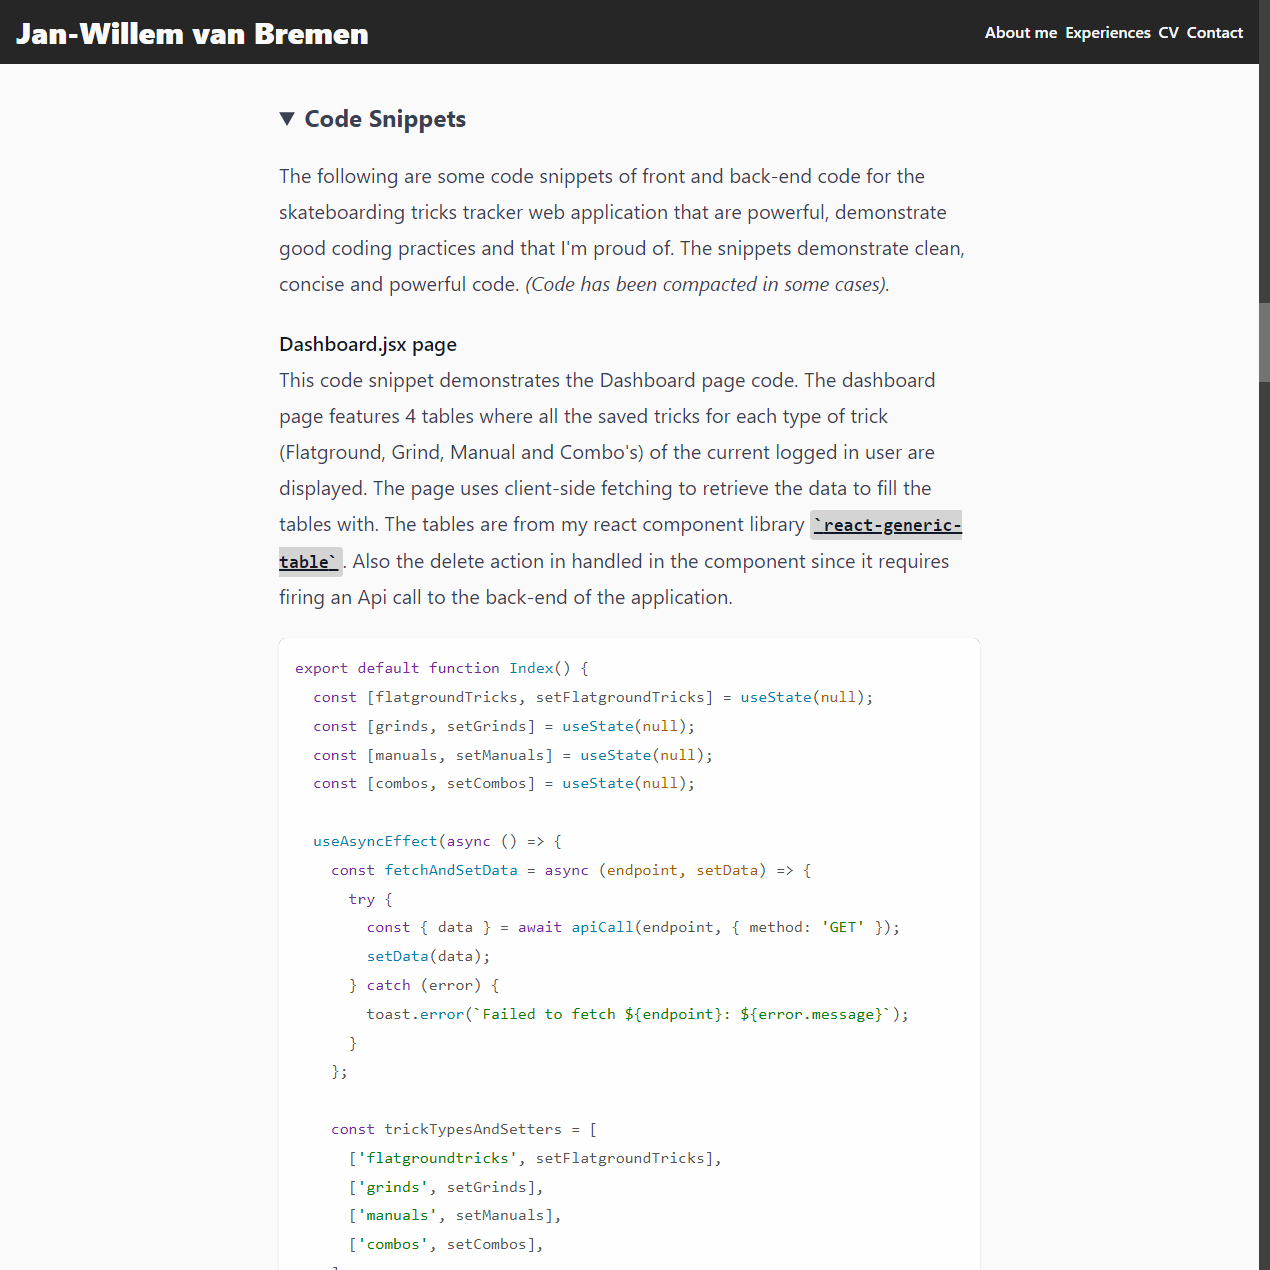 Jan-Willem van Bremen
About me Experiences CV Contact
▼ Code Snippets
The following are some code snippets of front and back-end code for the
skateboarding tricks tracker web application that are powerful, demonstrate
good coding practices and that I'm proud of. The snippets demonstrate clean,
concise and powerful code. (Code has been compacted in some cases).
Dashboard.jsx page
This code snippet demonstrates the Dashboard page code. The dashboard
page features 4 tables where all the saved tricks for each type of trick
(Flatground, Grind, Manual and Combo's) of the current logged in user are
displayed. The page uses client-side fetching to retrieve the data to fill the
tables with. The tables are from my react component library `react-generic-
table`. Also the delete action in handled in the component since it requires
firing an Api call to the back-end of the application.
export default function Index() {
  const [flatgroundTricks, setFlatgroundTricks] = useState(null);
  const [grinds, setGrinds] = useState(null);
  const [manuals, setManuals] = useState(null);
  const [combos, setCombos] = useState(null);

  useAsyncEffect(async () => {
    const fetchAndSetData = async (endpoint, setData) => {
      try {
        const { data } = await apiCall(endpoint, { method: 'GET' });
        setData(data);
      } catch (error) {
        toast.error(`Failed to fetch ${endpoint}: ${error.message}`);
      }
    };

    const trickTypesAndSetters = [
      ['flatgroundtricks', setFlatgroundTricks],
      ['grinds', setGrinds],
      ['manuals', setManuals],
      ['combos', setCombos],